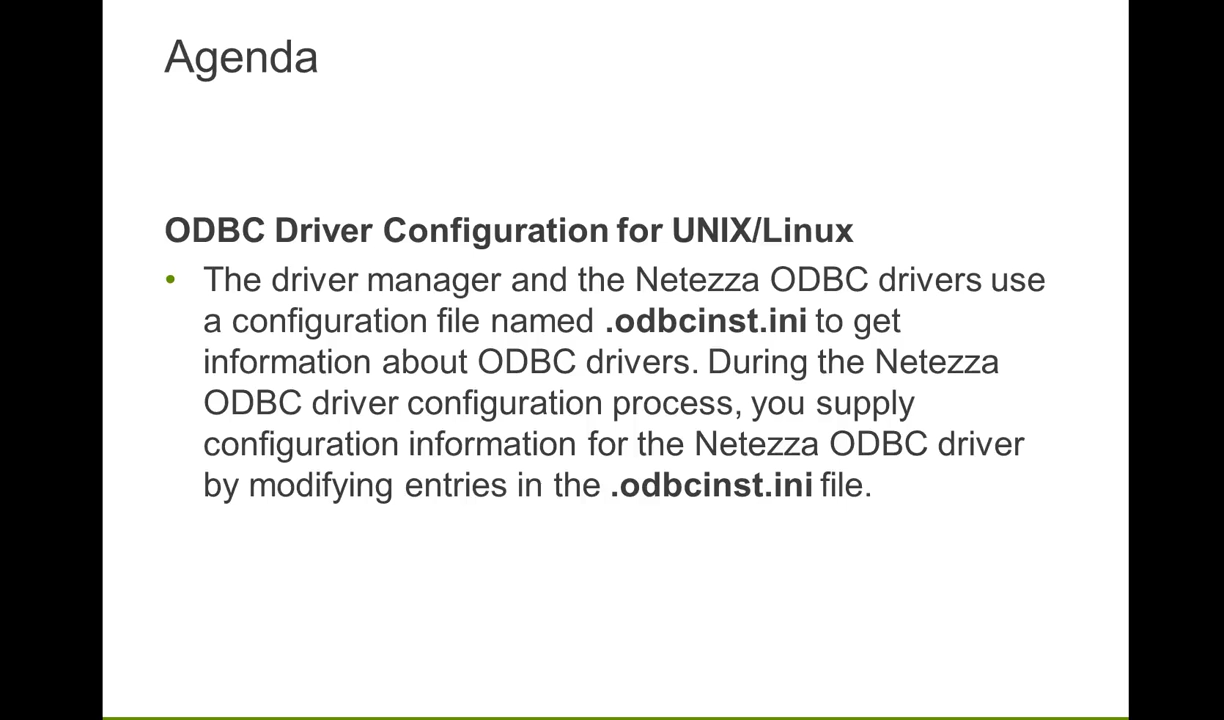 Agenda
ODBC Driver Configuration for UNIX/Linux
• The driver manager and the Netezza ODBC drivers use
a configuration file named .odbcinst.ini to get
information about ODBC drivers. During the Netezza
ODBC driver configuration process, you supply
configuration information for the Netezza ODBC driver
by modifying entries in the .odbcinst.ini file.